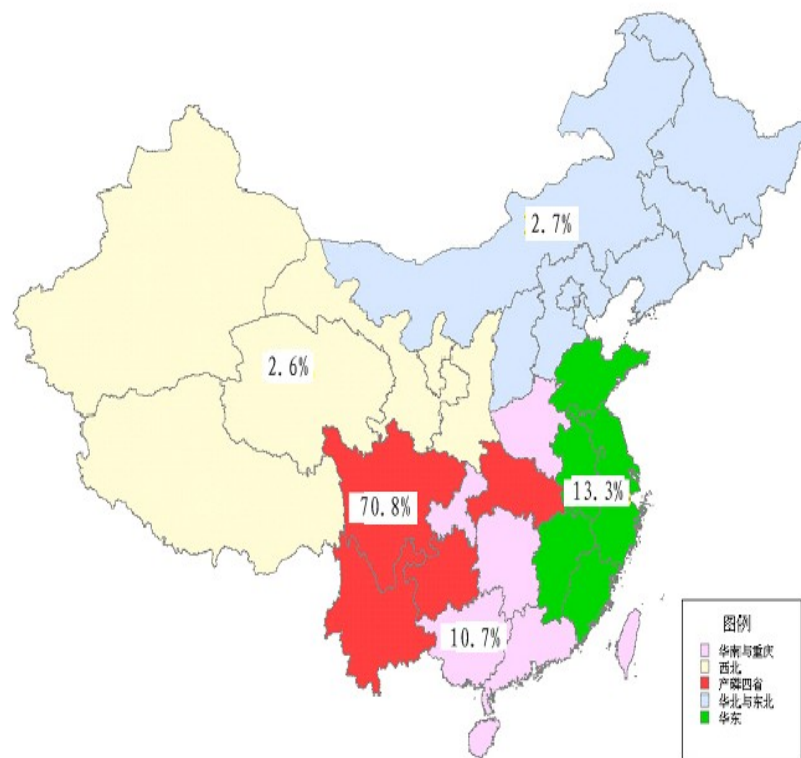 2.7%
2.6%
70.8%
13.3%
10.7%
图例
华南与重庆
西北
产磷四省
华北与东北
华东